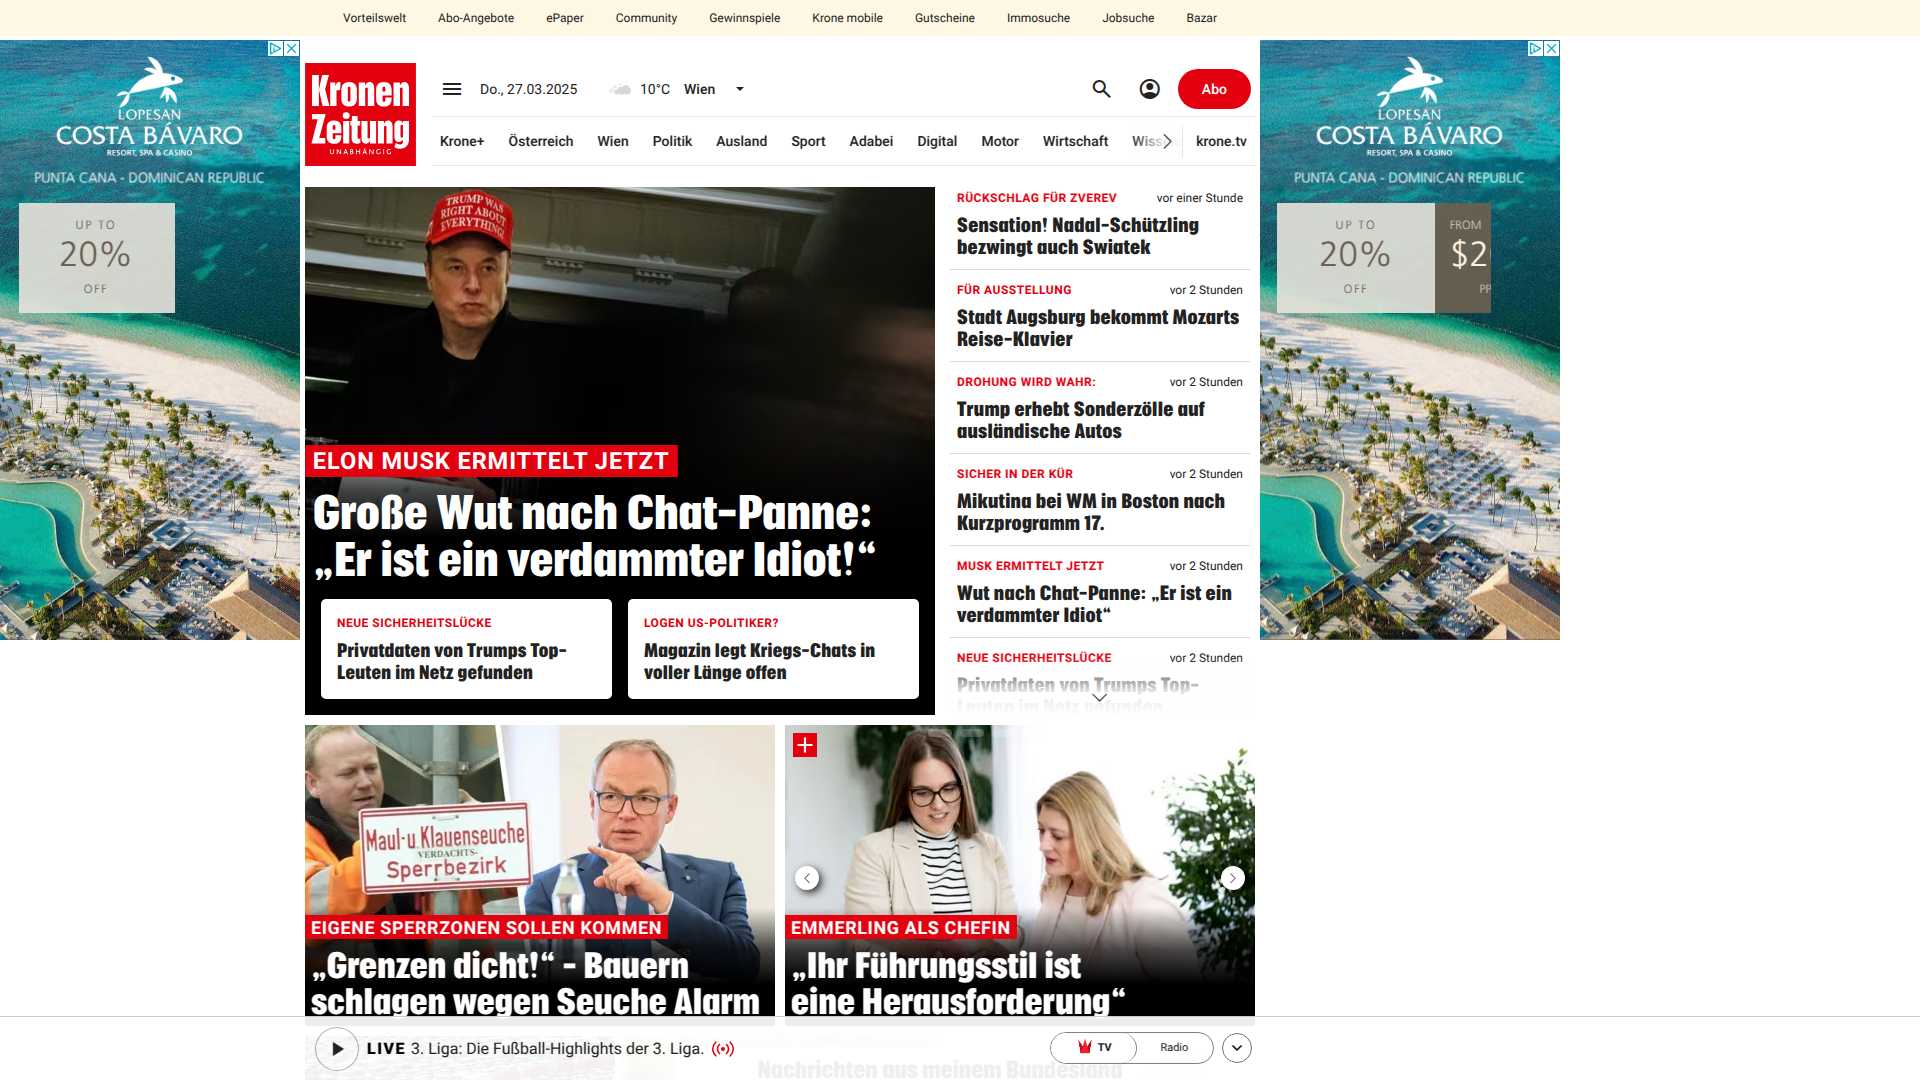 Vorteilswelt
Abo-Angebote
ePaper
Community
Gewinnspiele
Krone mobile
Gutscheine
Immosuche
Jobsuche
Bazar
LOPESAN
COSTA BÁVARO
RESORT, SPA & CASINO
PUNTA CANA - DOMINICAN REPUBLIC
UP TO
20%
OFF
Kronen
Zeitung
UNABHÄNGIG
Do., 27.03.2025
10°C
Wien
Abo
Krone+
Österreich
Wien
Politik
Ausland
Sport
Adabei
Digital
Motor
Wirtschaft
Wiss
krone.tv
TRUMP WAS
RIGHT ABOUT
EVERYTHING!
ELON MUSK ERMITTELT JETZT
Große Wut nach Chat-Panne:
„Er ist ein verdammter Idiot!“
NEUE SICHERHEITSLÜCKE
Privatdaten von Trumps Top-
Leuten im Netz gefunden
LOGEN US-POLITIKER?
Magazin legt Kriegs-Chats in
voller Länge offen
RÜCKSCHLAG FÜR ZVEREV
vor einer Stunde
Sensation! Nadal-Schützling
bezwingt auch Swiatek
FÜR AUSSTELLUNG
vor 2 Stunden
Stadt Augsburg bekommt Mozarts
Reise-Klavier
DROHUNG WIRD WAHR:
vor 2 Stunden
Trump erhebt Sonderzölle auf
ausländische Autos
SICHER IN DER KÜR
vor 2 Stunden
Mikutina bei WM in Boston nach
Kurzprogramm 17.
MUSK ERMITTELT JETZT
vor 2 Stunden
Wut nach Chat-Panne: „Er ist ein
verdammter Idiot“
NEUE SICHERHEITSLÜCKE
vor 2 Stunden
Privatdaten von Trumps Top-
Leuten im Netz gefunden
LOPESAN
COSTA BÁVARO
RESORT, SPA & CASINO
PUNTA CANA - DOMINICAN REPUBLIC
UP TO
20%
OFF
FROM
$2
PP
Maul-u.Klauenseuche
VERDACHTS-
Sperrbezirk
EIGENE SPERRZONEN SOLLEN KOMMEN
„Grenzen dicht!“ – Bauern
schlagen wegen Seuche Alarm
EMMERLING ALS CHEFIN
„Ihr Führungsstil ist
eine Herausforderung“
LIVE 3. Liga: Die Fußball-Highlights der 3. Liga.
TV
Radio
Nachrichten aus meinem Bundesland